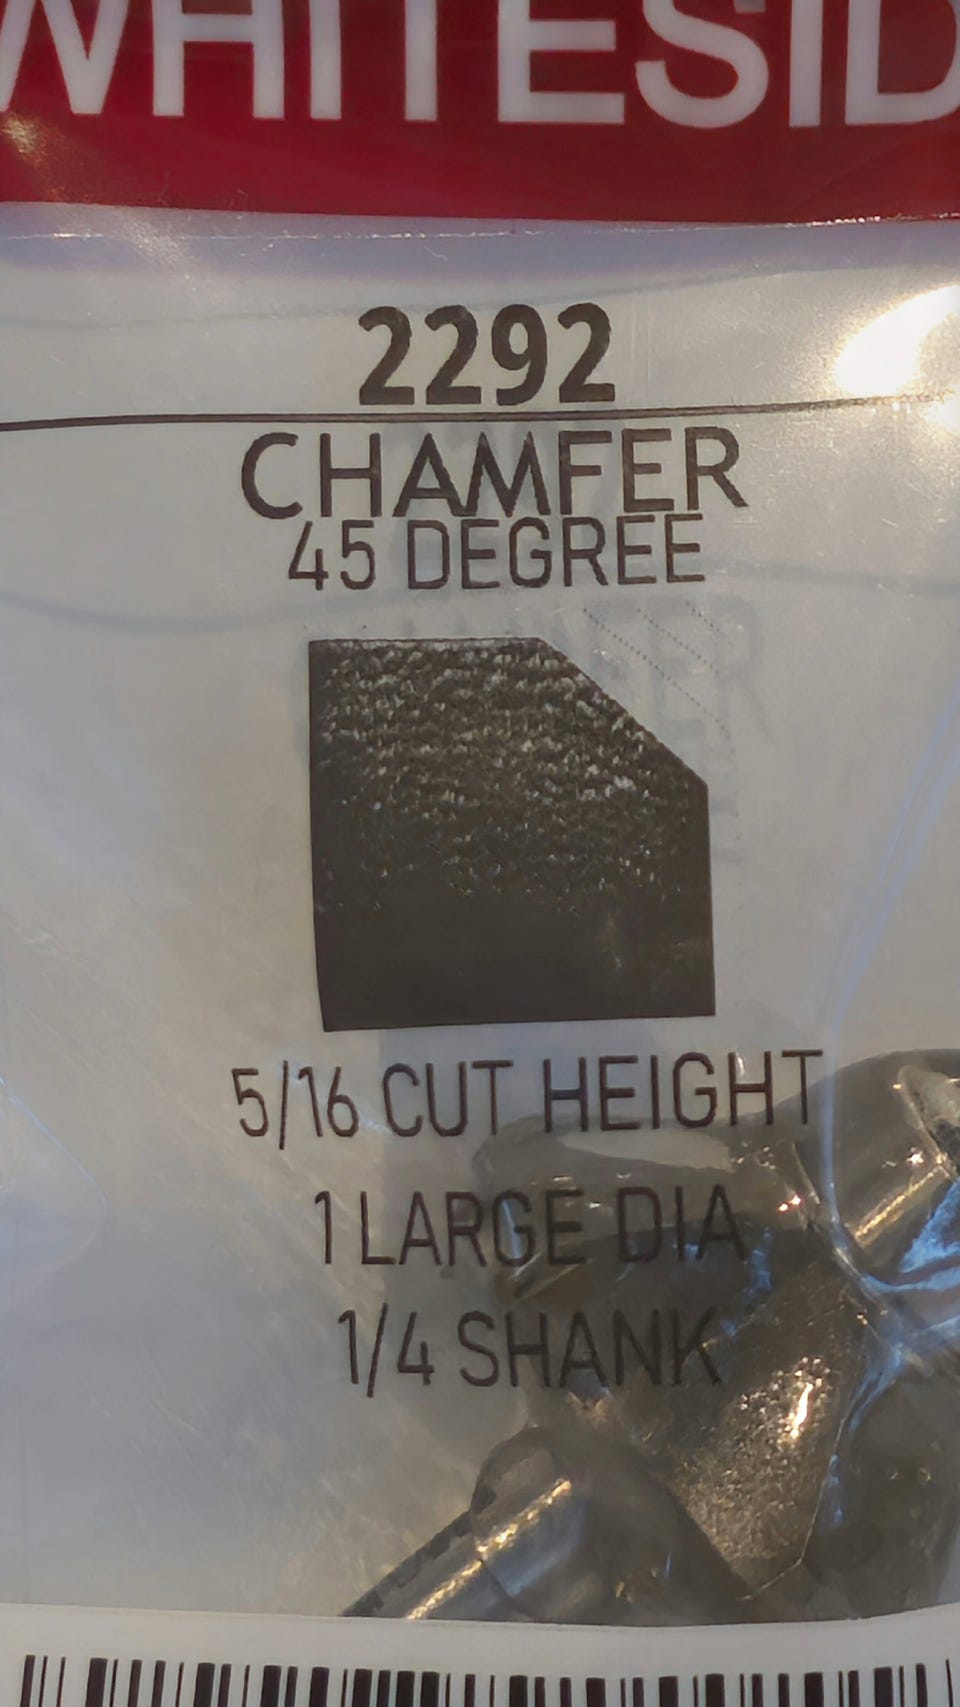 WHITESID
2292
CHAMFER
45 DEGREE
5/16 CUT HEIGHT
1 LARGE DIA
1/4 SHANK